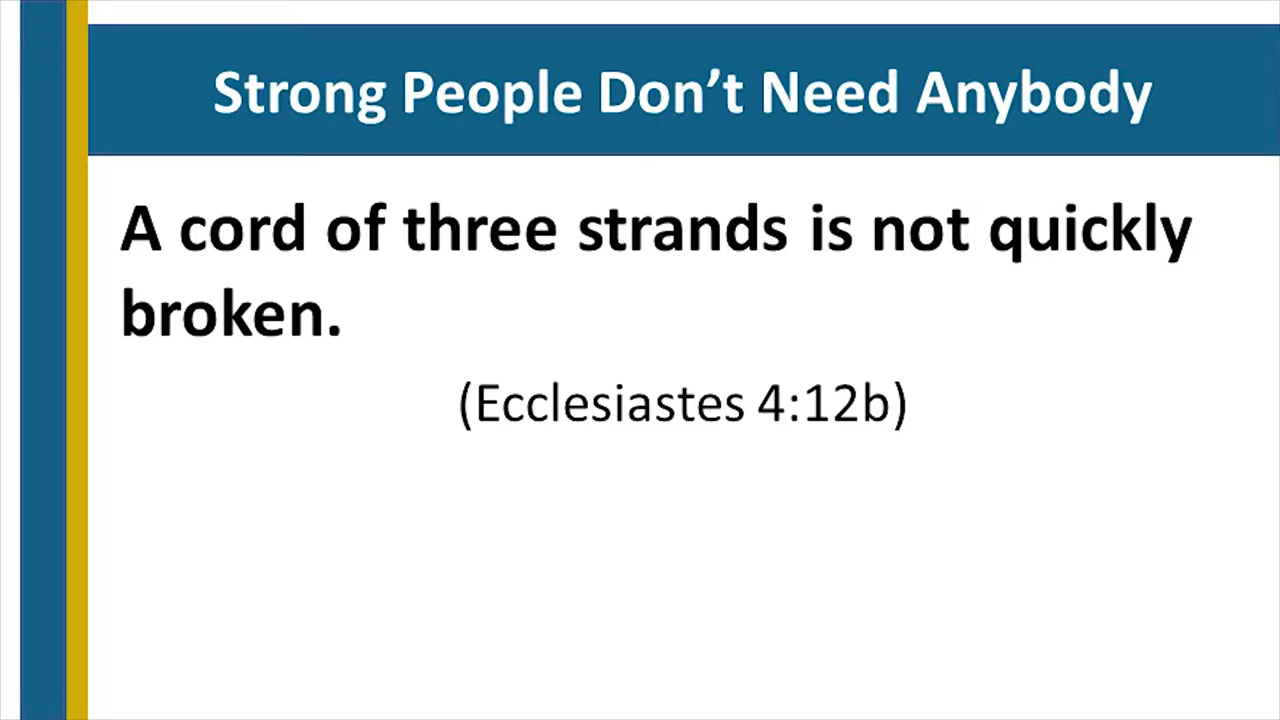 Strong People Don’t Need Anybody
A cord of three strands is not quickly
broken.
(Ecclesiastes 4:12b)